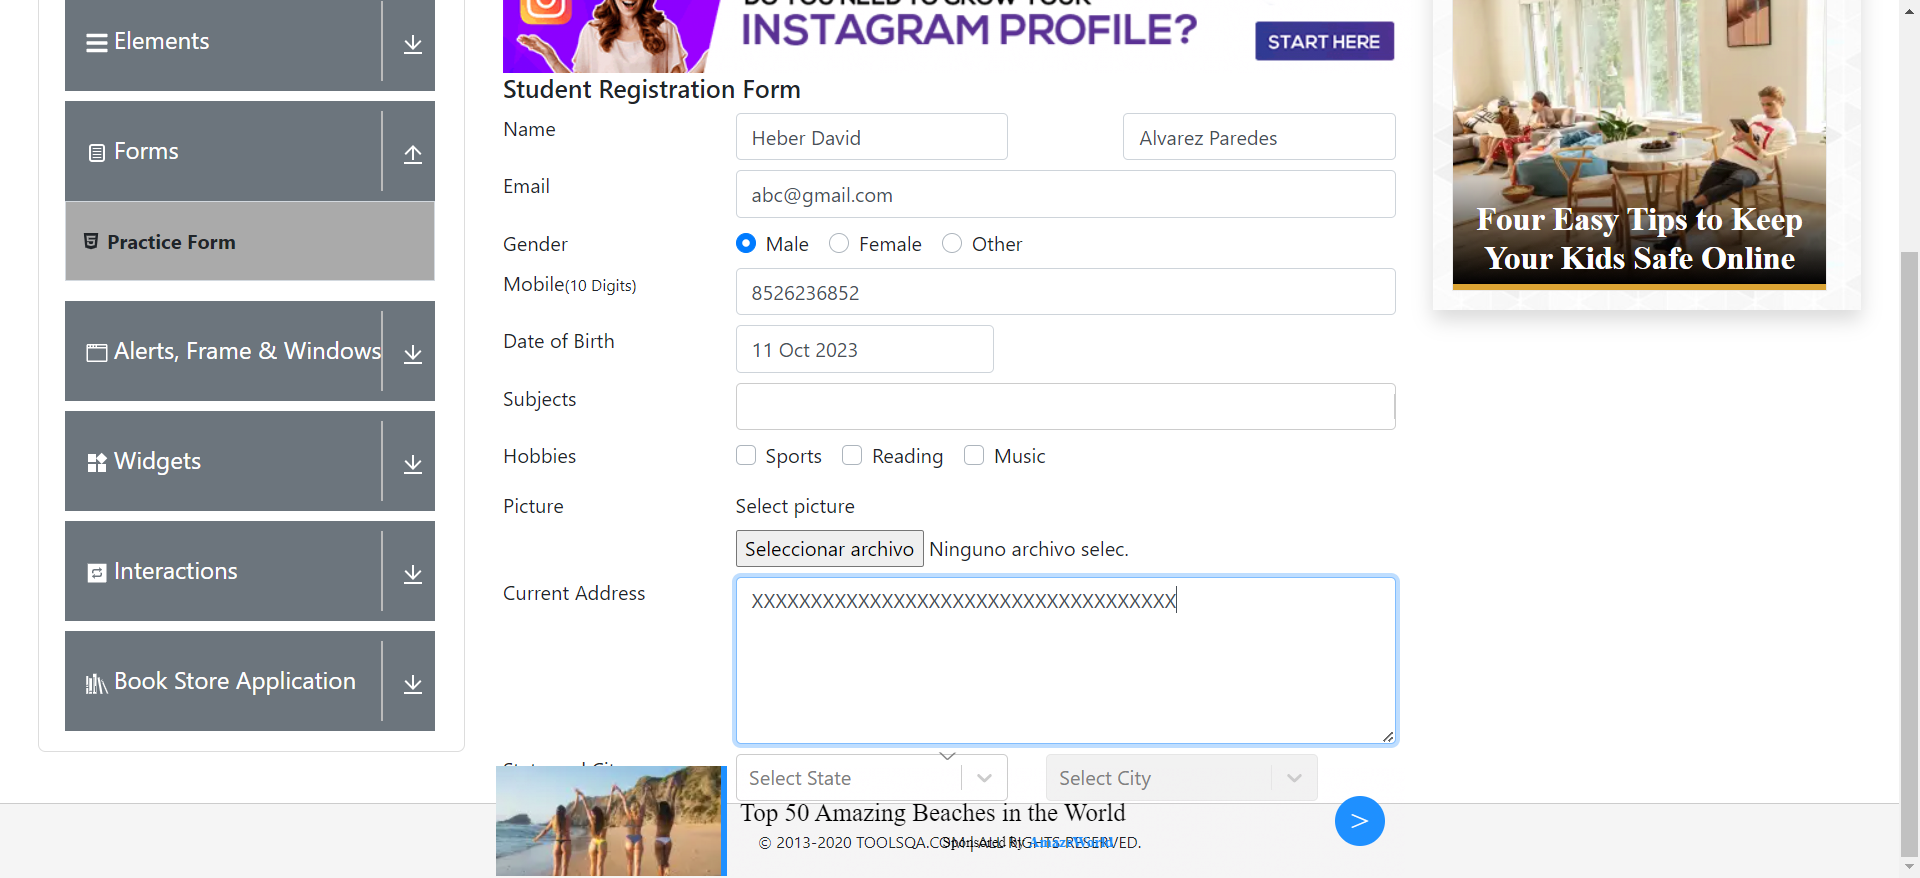 Elements
Forms
Practice Form
Alerts, Frame & Windows
Widgets
Interactions
Book Store Application
INSTAGRAM PROFILE?
START HERE
Student Registration Form
Name
Heber David
Alvarez Paredes
Email
abc@gmail.com
Gender
Male
Female
Other
Mobile(10 Digits)
8526236852
Date of Birth
11 Oct 2023
Subjects
Hobbies
Sports
Reading
Music
Picture
Select picture
Seleccionar archivo
Ninguno archivo selec.
Current Address
XXXXXXXXXXXXXXXXXXXXXXXXXXXXXXXXXXXX
Select State
Select City
Top 50 Amazing Beaches in the World
>
© 2013-2020 TOOLSQA.COM | ALL RIGHTS RESERVED.
Four Easy Tips to Keep
Your Kids Safe Online